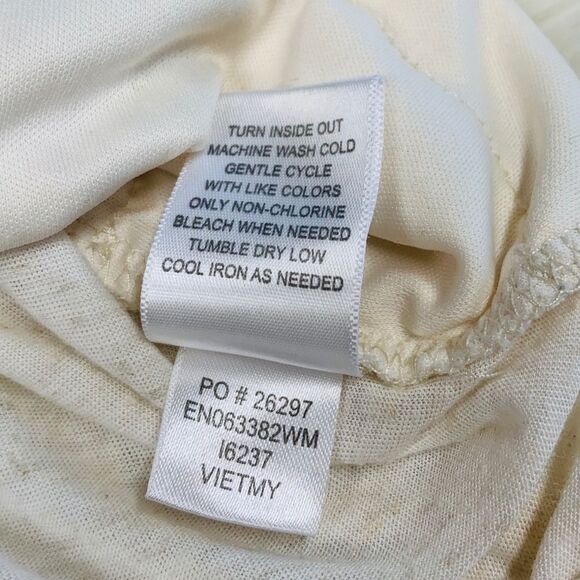 TURN INSIDE OUT
MACHINE WASH COLD
GENTLE CYCLE
WITH LIKE COLORS
ONLY NON-CHLORINE
BLEACH WHEN NEEDED
TUMBLE DRY LOW
COOL IRON AS NEEDED
PO # 26297
EN063382WM
I6237
VIETMY